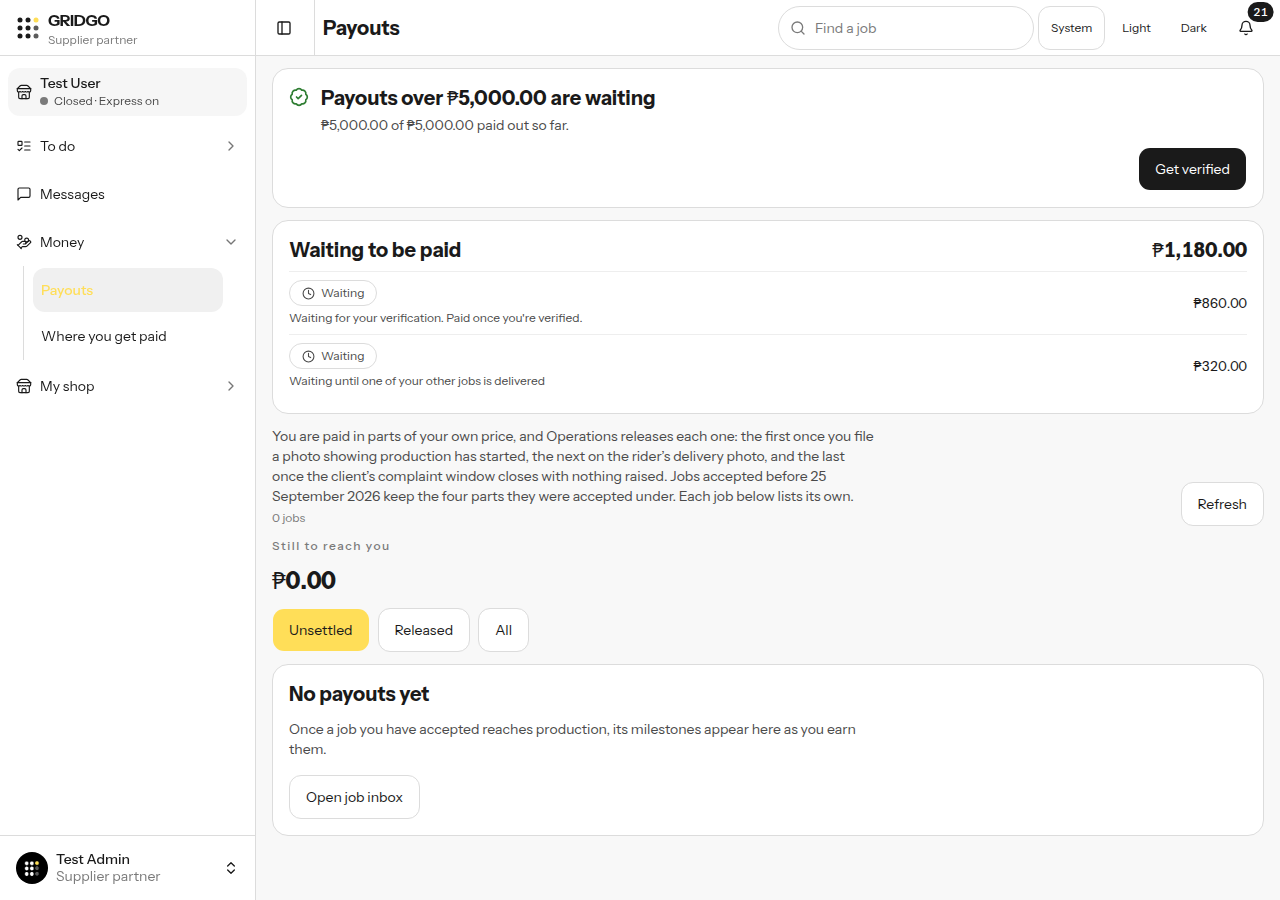 GRIDGO
Supplier partner
Test User
Closed · Express on
To do
Messages
Money
Payouts
Where you get paid
My shop
Test Admin
Supplier partner
Payouts
Find a job
System
Light
Dark
21
Payouts over ₱5,000.00 are waiting
₱5,000.00 of ₱5,000.00 paid out so far.
Get verified
Waiting to be paid
₱1,180.00
Waiting
Waiting for your verification. Paid once you're verified.
₱860.00
Waiting
Waiting until one of your other jobs is delivered
₱320.00
You are paid in parts of your own price, and Operations releases each one: the first once you file
a photo showing production has started, the next on the rider’s delivery photo, and the last
once the client’s complaint window closes with nothing raised. Jobs accepted before 25
September 2026 keep the four parts they were accepted under. Each job below lists its own.
0 jobs
Refresh
Still to reach you
₱0.00
Unsettled
Released
All
No payouts yet
Once a job you have accepted reaches production, its milestones appear here as you earn
them.
Open job inbox